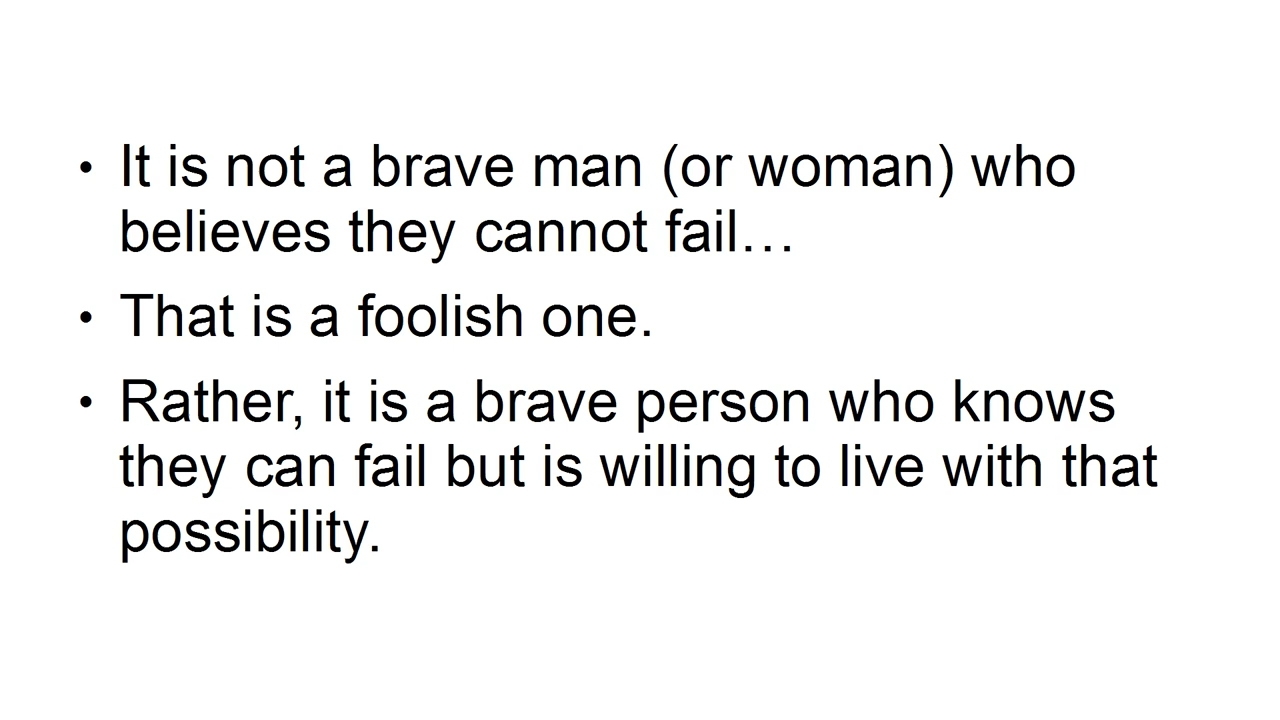 • It is not a brave man (or woman) who
believes they cannot fail…
• That is a foolish one.
• Rather, it is a brave person who knows
they can fail but is willing to live with that
possibility.